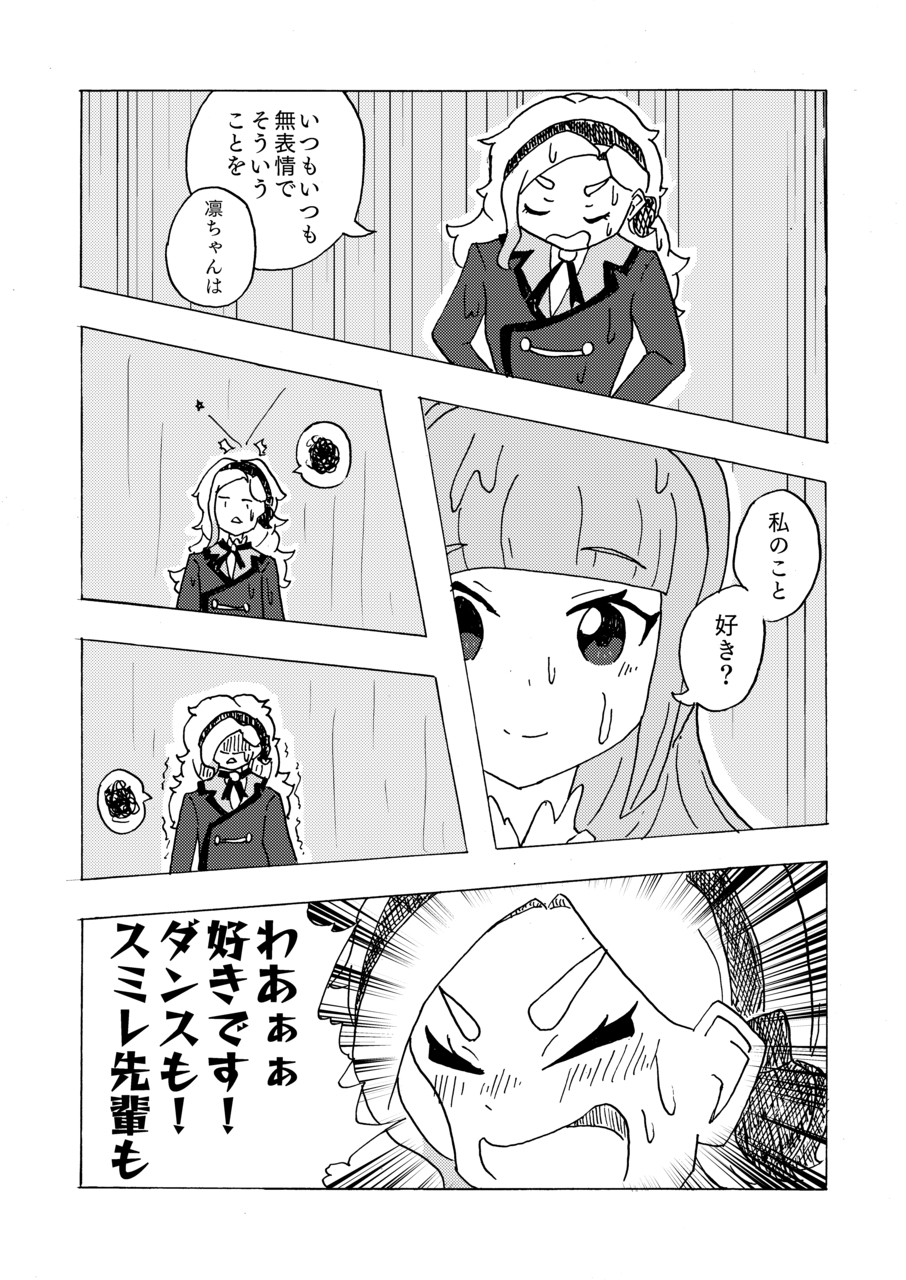 いつもいつも
無表情で
そういう
ことを
凛ちゃんは
私のこと
好き？
わあぁぁ
好きです！
ダンスも！
スミレ先輩も